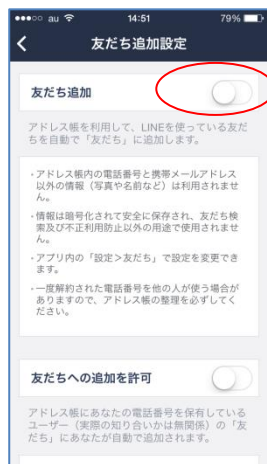 au 14:51 79%
友だち追加設定
友だち追加
アドレス帳を利用して、LINEを使っている友だ
ちを自動で「友だち」に追加します。
・アドレス帳内の電話番号と携帯メールアドレス
以外の情報（写真や名前など）は利用されませ
ん。
・情報は暗号化されて安全に保存され、友だち検
索及び不正利用防止以外の用途で使用されませ
ん。
・アプリ内の「設定＞友だち」で設定を変更でき
ます。
・一度解約された電話番号を他の人が使う場合が
ありますので、アドレス帳の整理を必ずしてく
ださい。
友だちへの追加を許可
アドレス帳にあなたの電話番号を保有している
ユーザー（実際の知り合いかは無関係）の「友
だち」にあなたが自動で追加されます。